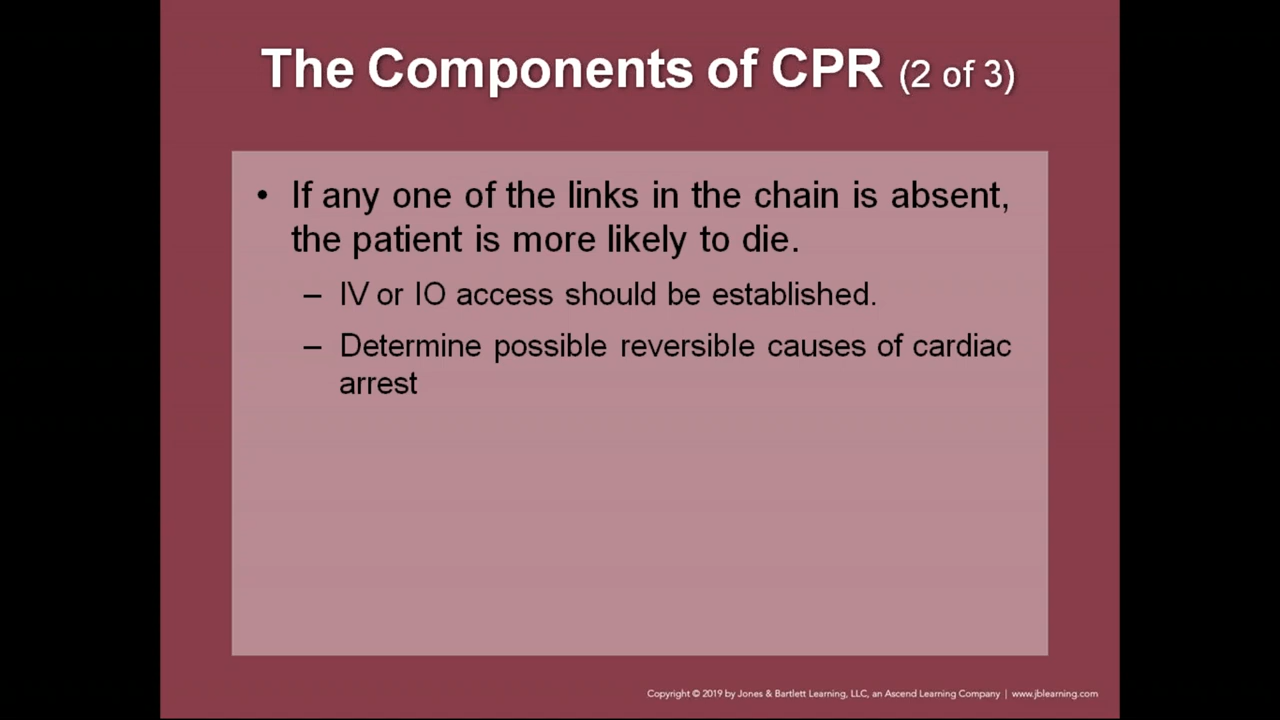 The Components of CPR (2 of 3)
• If any one of the links in the chain is absent,
the patient is more likely to die.
– IV or IO access should be established.
– Determine possible reversible causes of cardiac
arrest
Copyright © 2019 by Jones & Bartlett Learning, LLC, an Ascend Learning Company | www.jblearning.com